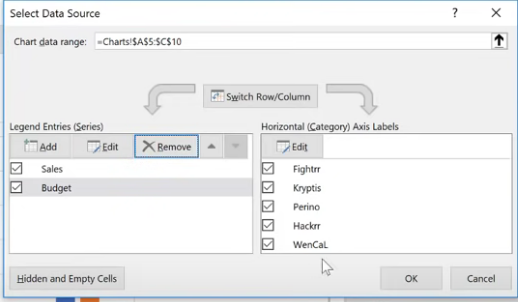 Select Data Source
?
Chart data range: =Charts!$A$5:$C$10
Switch Row/Column
Legend Entries (Series)
Add Edit Remove
Sales
Budget
Horizontal (Category) Axis Labels
Edit
Fightrr
Kryptis
Perino
Hackrr
WenCaL
Hidden and Empty Cells
OK Cancel